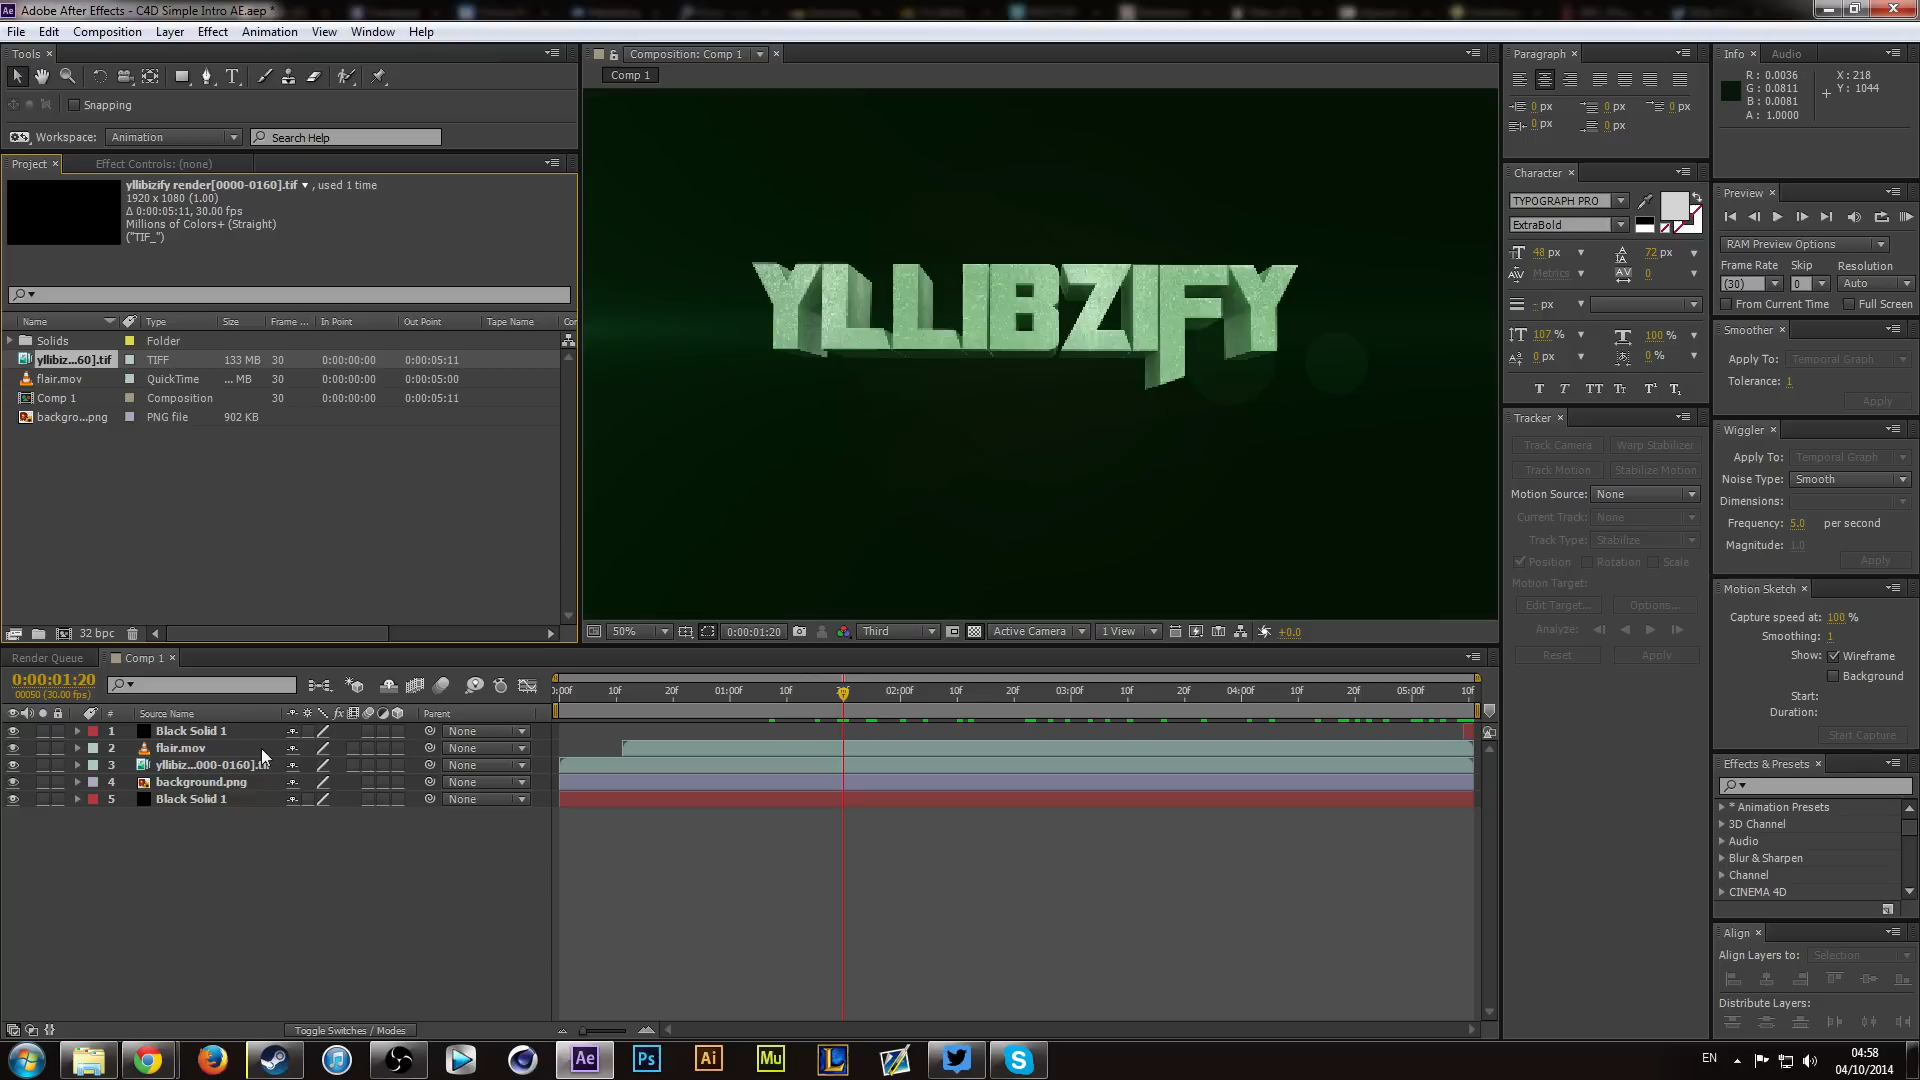 Adobe After Effects - C4D Simple Intro AE.aep *
File Edit Composition Layer Effect Animation View Window Help
Tools
Snapping
Workspace: Animation Search Help
Project Effect Controls: (none)
yllibizify render[0000-0160].tif , used 1 time
1920 x 1080 (1.00)
Δ 0:00:05:11, 30.00 fps
Millions of Colors+ (Straight)
("TIF_")
Name Type Size Frame ... In Point Out Point Tape Name Cor
Solids Folder
yllibiz...60].tif TIFF 133 MB 30 0:00:00:00 0:00:05:11
flair.mov QuickTime ... MB 30 0:00:00:00 0:00:05:00
Comp 1 Composition 30 0:00:00:00 0:00:05:11
backgro...png PNG file 902 KB
32 bpc
Composition: Comp 1
Comp 1
YLLIBZIFY
50% 0:00:01:20 Third Active Camera 1 View +0.0
Paragraph
0 px 0 px 0 px
0 px 0 px
Character
TYPOGRAPH PRO
ExtraBold
48 px 72 px
Metrics 0
- px
107 % 100 %
0 px 0 %
T T TT Tt T¹ T₁
Tracker
Track Camera Warp Stabilizer
Track Motion Stabilize Motion
Motion Source: None
Current Track: None
Track Type: Stabilize
Position Rotation Scale
Motion Target:
Edit Target... Options...
Analyze:
Reset Apply
Info Audio
R : 0.0036 X : 218
G : 0.0811 Y : 1044
B : 0.0081
A : 1.0000
Preview
RAM Preview Options
Frame Rate Skip Resolution
(30) 0 Auto
From Current Time Full Screen
Smoother
Apply To: Temporal Graph
Tolerance: 1
Apply
Wiggler
Apply To: Temporal Graph
Noise Type: Smooth
Dimensions:
Frequency: 5.0 per second
Magnitude: 1.0
Apply
Motion Sketch
Capture speed at: 100 %
Smoothing: 1
Show: Wireframe
Background
Start:
Duration:
Start Capture
Effects & Presets
* Animation Presets
3D Channel
Audio
Blur & Sharpen
Channel
CINEMA 4D
Align
Align Layers to: Selection
Distribute Layers:
Render Queue Comp 1
0:00:01:20
00050 (30.00 fps)
0:00f 10f 20f 01:00f 10f 20f 02:00f 10f 20f 03:00f 10f 20f 04:00f 10f 20f 05:00f 10f
# Source Name Parent
1 Black Solid 1 None
2 flair.mov None
3 yllibiz...000-0160].tif None
4 background.png None
5 Black Solid 1 None
Toggle Switches / Modes
Ae Ps Ai Mu
EN 04:58
04/10/2014